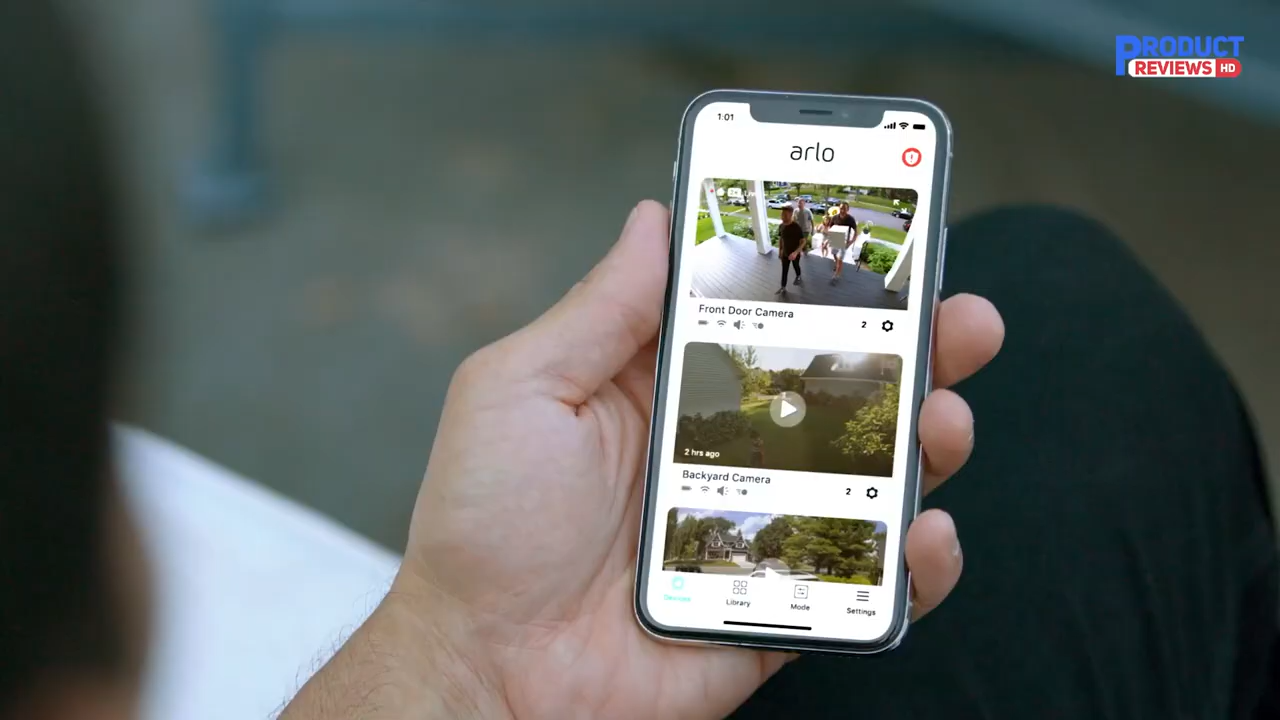 PRODUCT
REVIEWS HD
1:01
arlo
Front Door Camera
2
2 hrs ago
Backyard Camera
2
Devices
Library
Mode
Settings